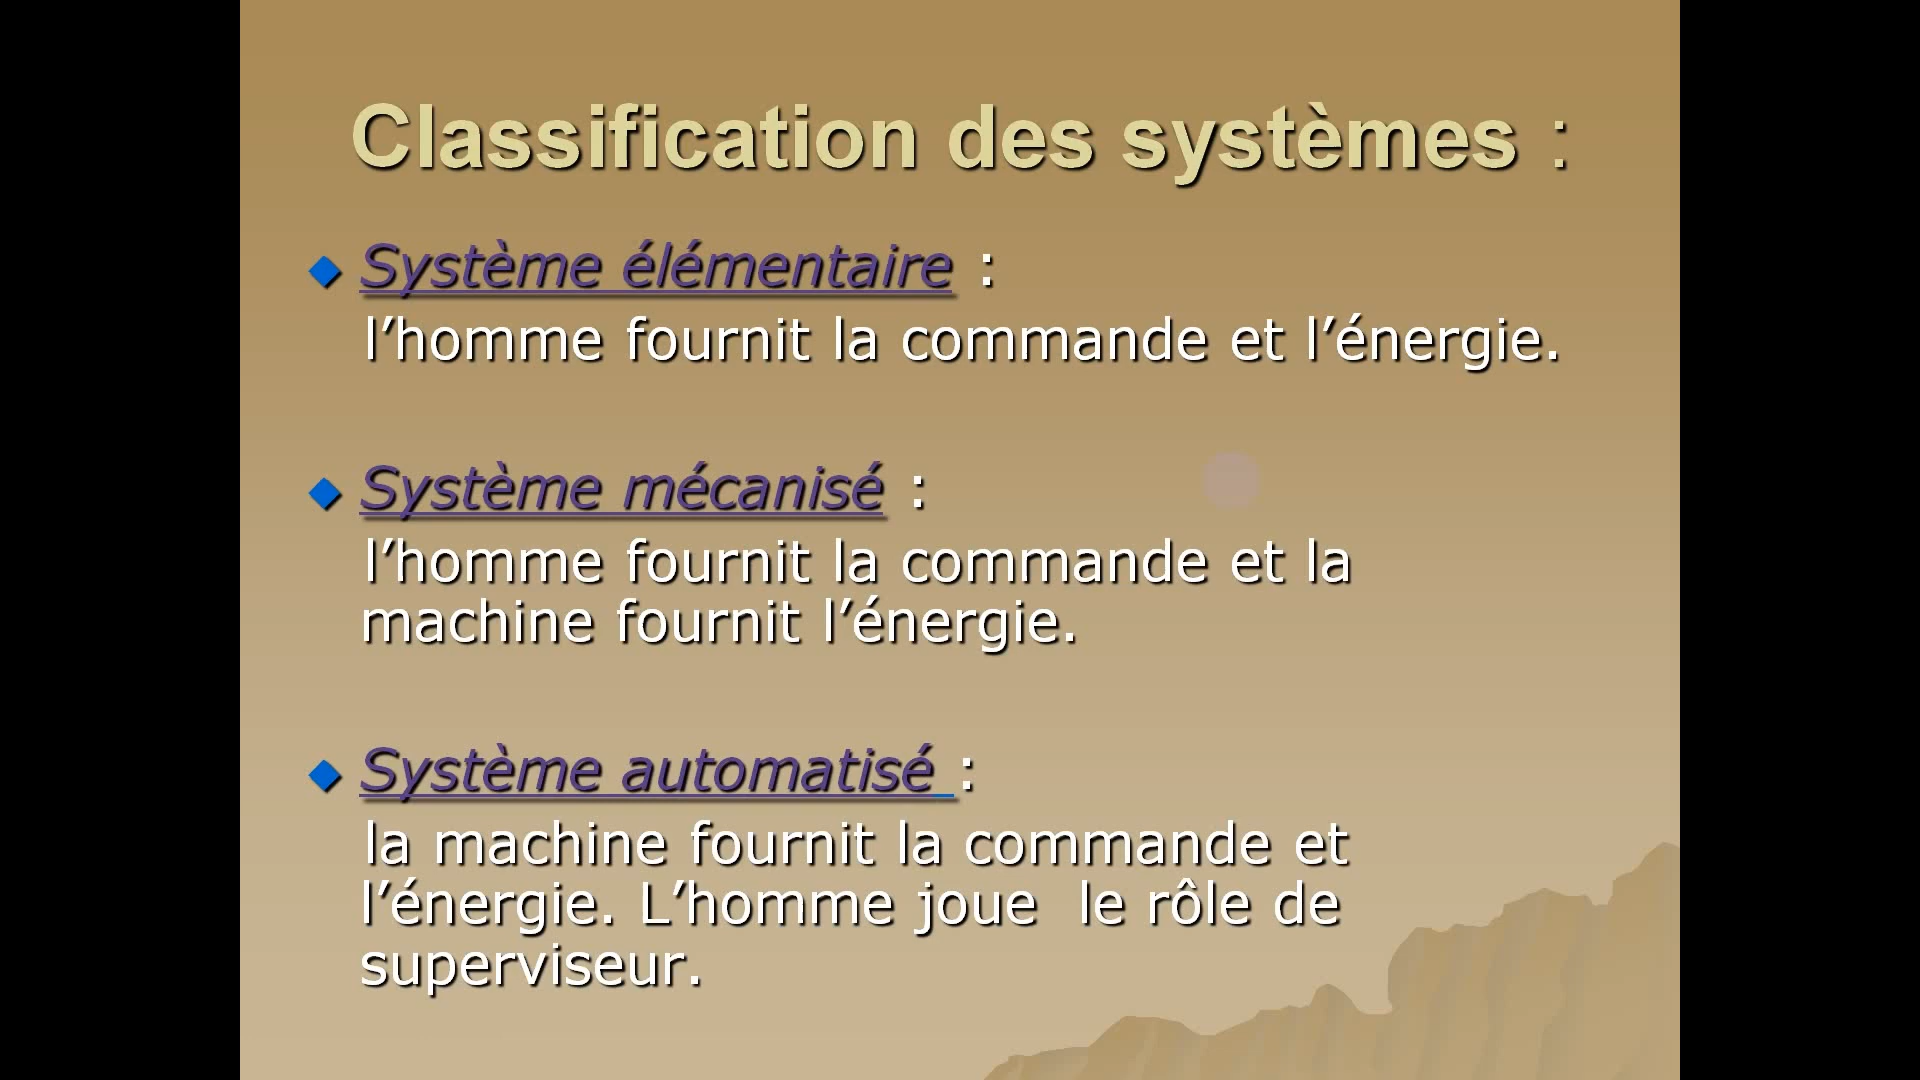 Classification des systèmes :
Système élémentaire :
l’homme fournit la commande et l’énergie.
Système mécanisé :
l’homme fournit la commande et la
machine fournit l’énergie.
Système automatisé :
la machine fournit la commande et
l’énergie. L’homme joue  le rôle de
superviseur.